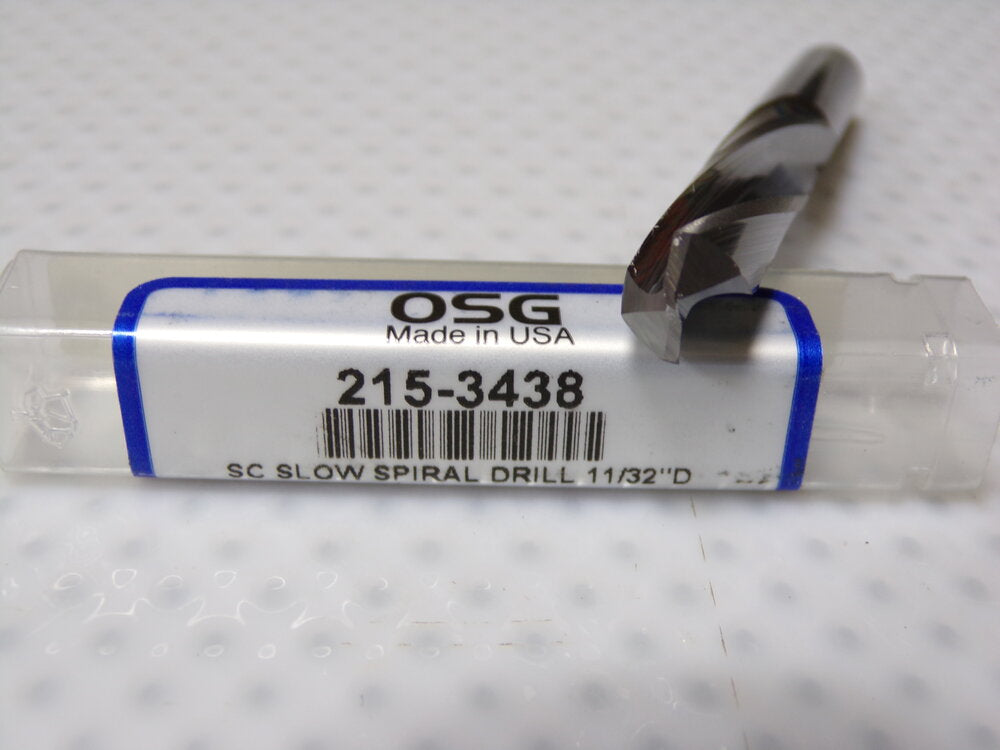 OSG
Made in USA
215-3438
SC SLOW SPIRAL DRILL 11/32"D